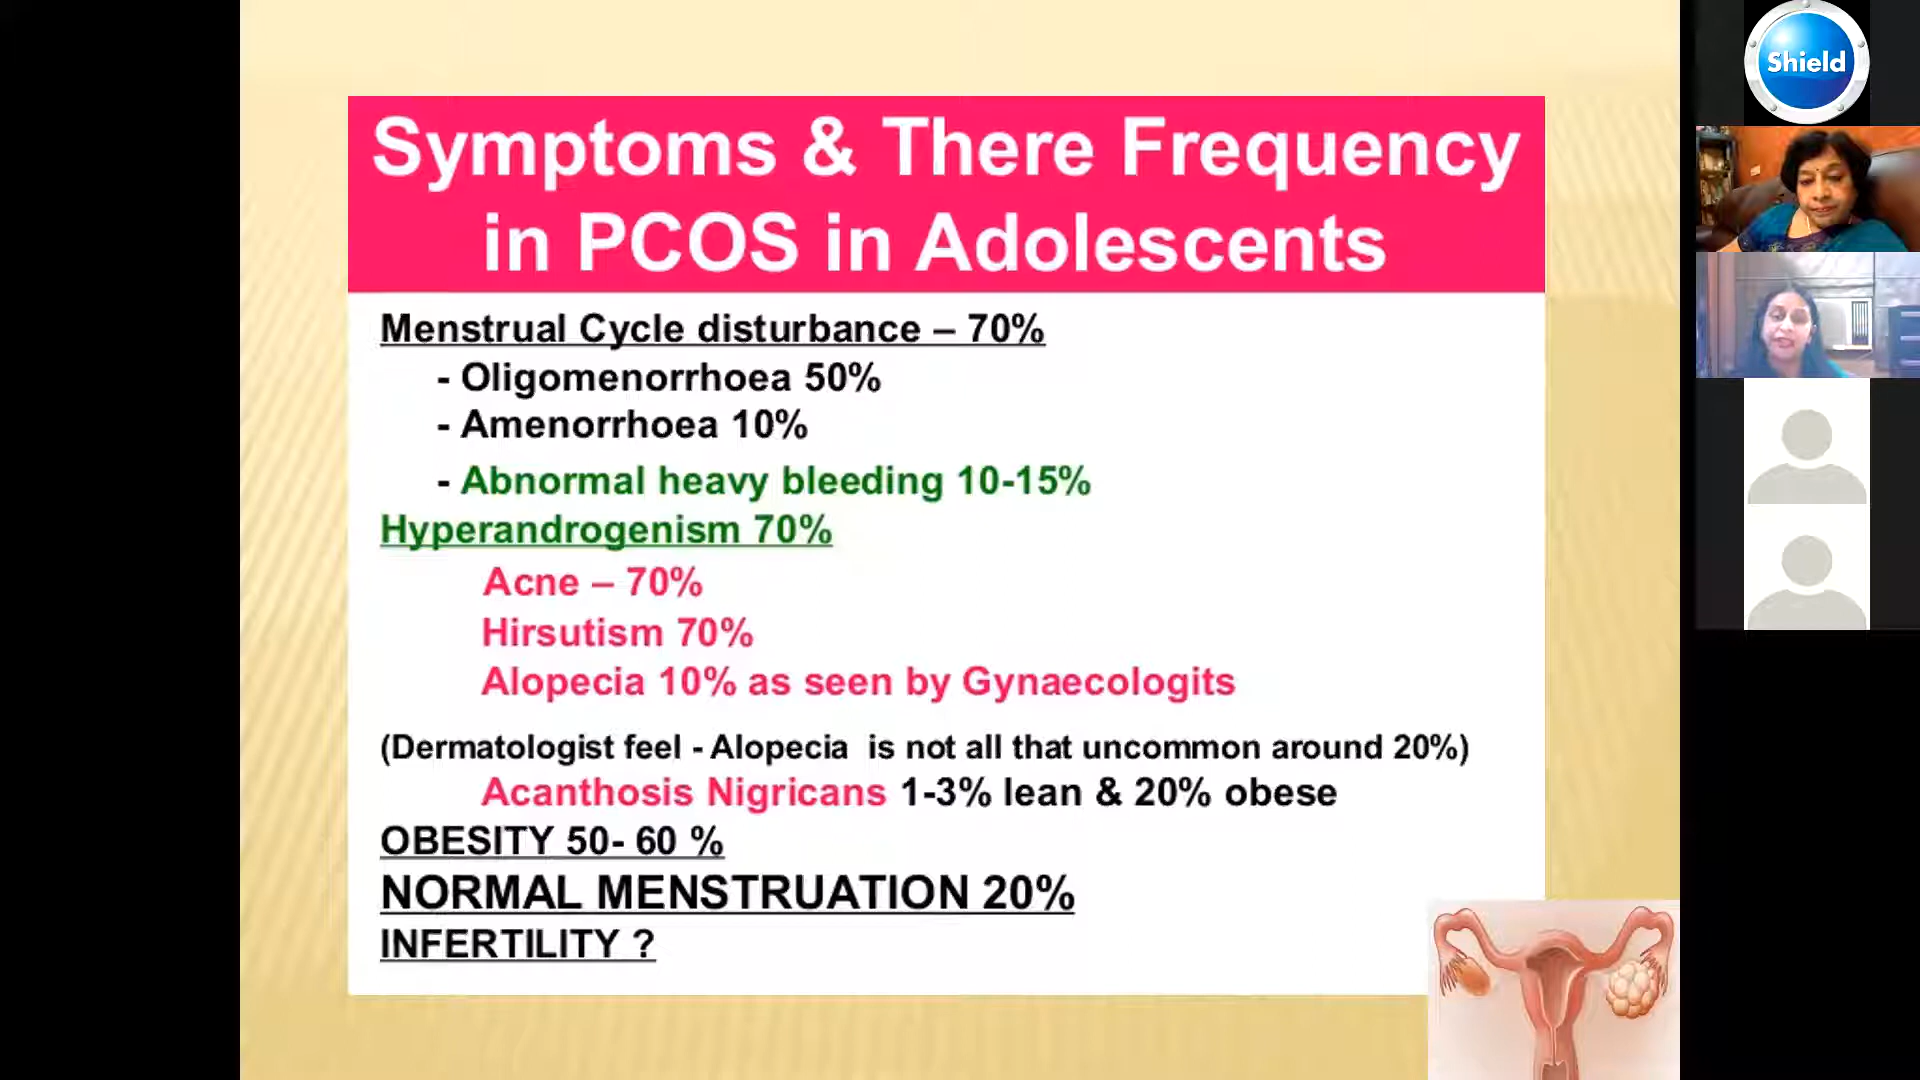 Symptoms & There Frequency
in PCOS in Adolescents
Menstrual Cycle disturbance – 70%
- Oligomenorrhoea 50%
- Amenorrhoea 10%
- Abnormal heavy bleeding 10-15%
Hyperandrogenism 70%
Acne – 70%
Hirsutism 70%
Alopecia 10% as seen by Gynaecologits
(Dermatologist feel - Alopecia is not all that uncommon around 20%)
Acanthosis Nigricans 1-3% lean & 20% obese
OBESITY 50- 60 %
NORMAL MENSTRUATION 20%
INFERTILITY ?
Shield